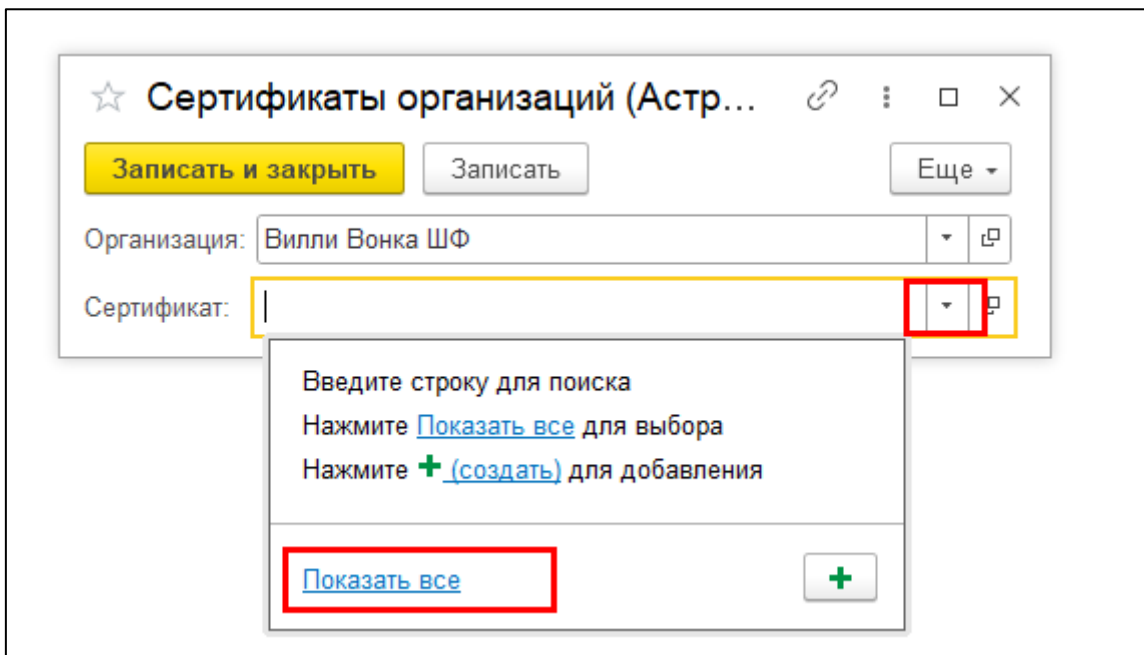 Сертификаты организаций (Астр...
Записать и закрыть Записать Еще
Организация: Вилли Вонка ШФ
Сертификат:
Введите строку для поиска
Нажмите Показать все для выбора
Нажмите + (создать) для добавления
Показать все +